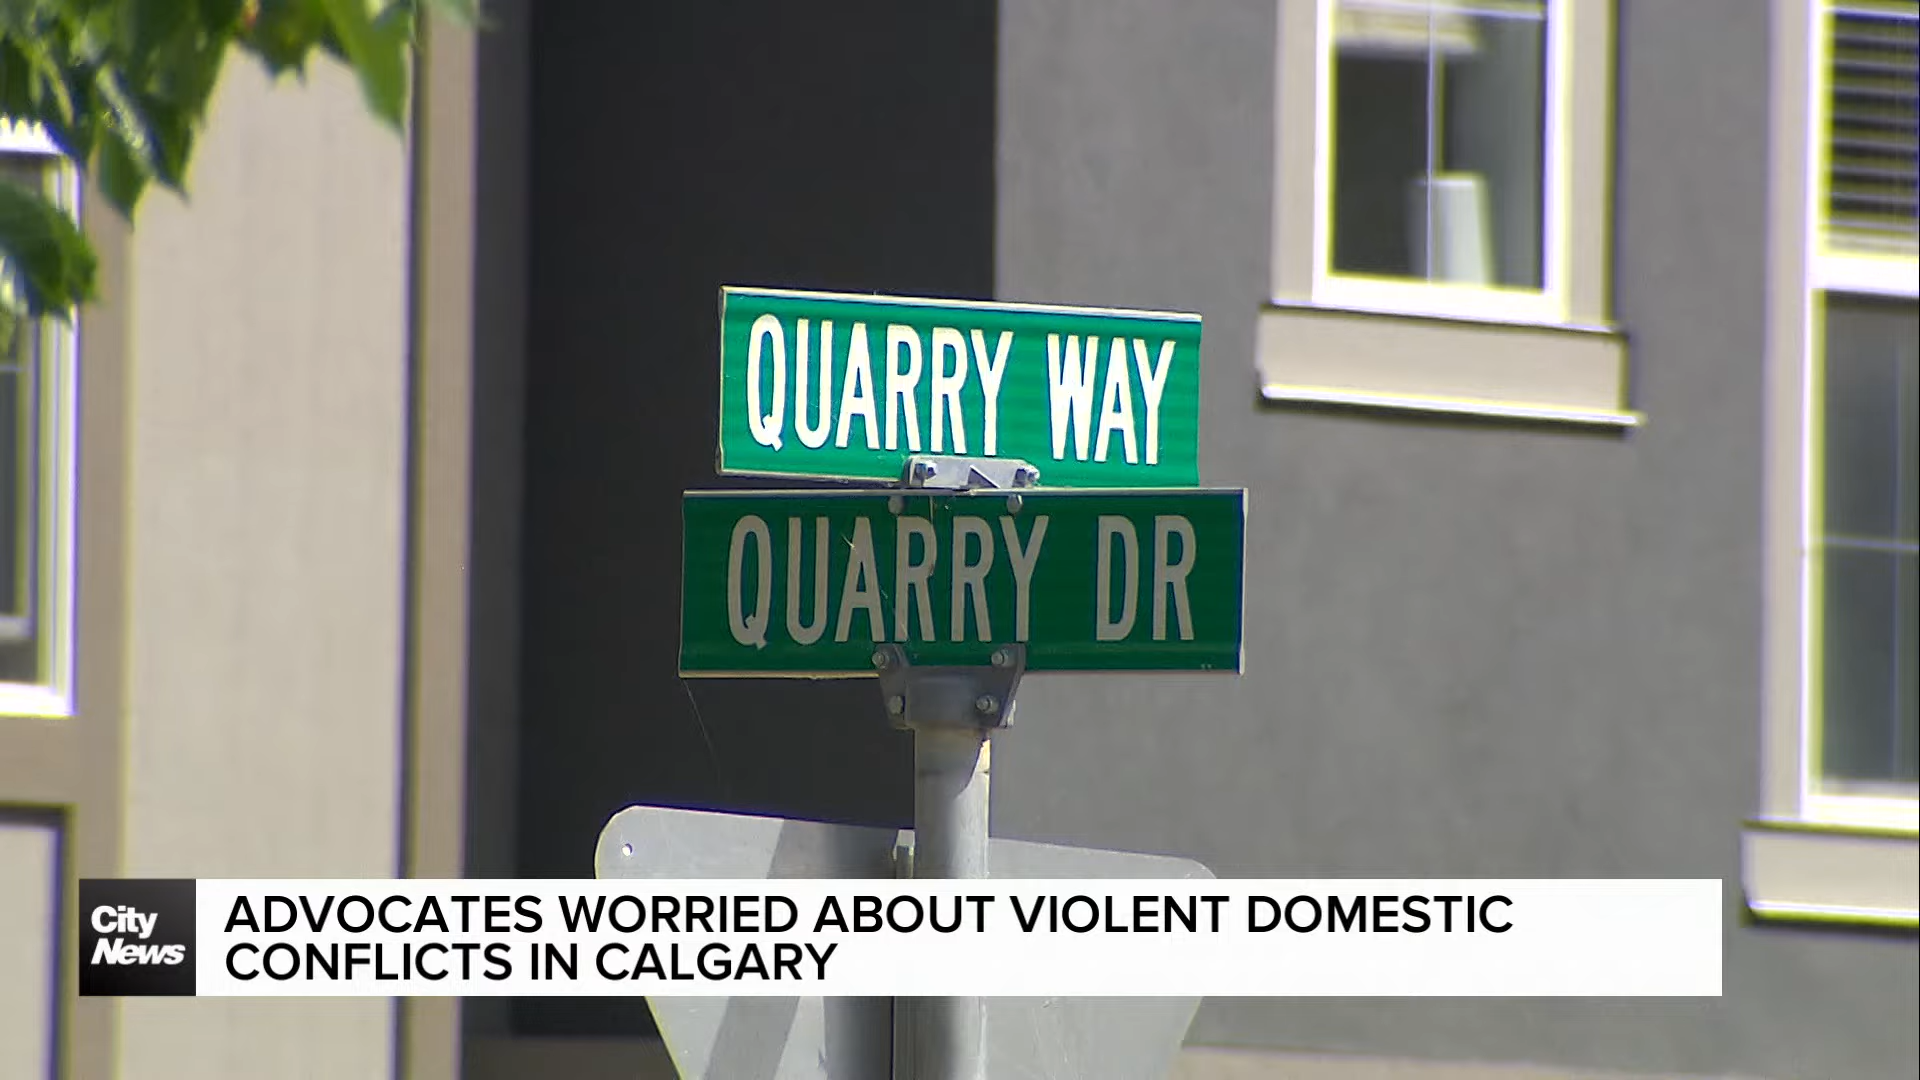 QUARRY WAY
QUARRY DR
City
News
ADVOCATES WORRIED ABOUT VIOLENT DOMESTIC
CONFLICTS IN CALGARY